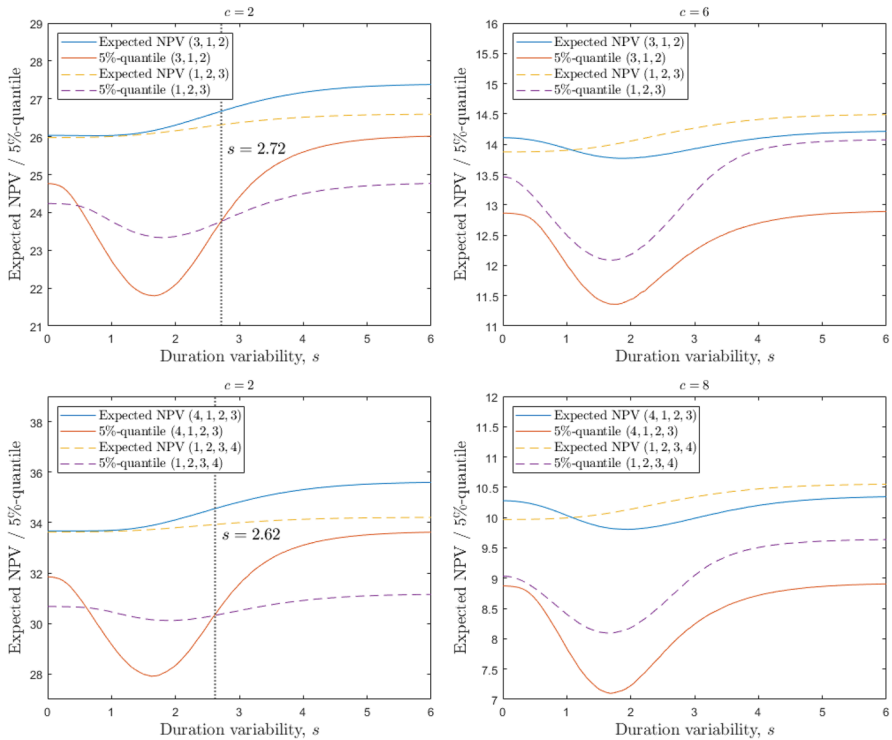 c = 2
Expected NPV / 5%-quantile
29
28
27
26
25
24
23
22
21
Expected NPV (3, 1, 2)
5%-quantile (3, 1, 2)
Expected NPV (1, 2, 3)
5%-quantile (1, 2, 3)
s = 2.72
0 1 2 3 4 5 6
Duration variability, s
c = 6
Expected NPV / 5%-quantile
16
15.5
15
14.5
14
13.5
13
12.5
12
11.5
11
Expected NPV (3, 1, 2)
5%-quantile (3, 1, 2)
Expected NPV (1, 2, 3)
5%-quantile (1, 2, 3)
0 1 2 3 4 5 6
Duration variability, s
c = 2
Expected NPV / 5%-quantile
38
36
34
32
30
28
Expected NPV (4, 1, 2, 3)
5%-quantile (4, 1, 2, 3)
Expected NPV (1, 2, 3, 4)
5%-quantile (1, 2, 3, 4)
s = 2.62
0 1 2 3 4 5 6
Duration variability, s
c = 8
Expected NPV / 5%-quantile
12
11.5
11
10.5
10
9.5
9
8.5
8
7.5
7
Expected NPV (4, 1, 2, 3)
5%-quantile (4, 1, 2, 3)
Expected NPV (1, 2, 3, 4)
5%-quantile (1, 2, 3, 4)
0 1 2 3 4 5 6
Duration variability, s